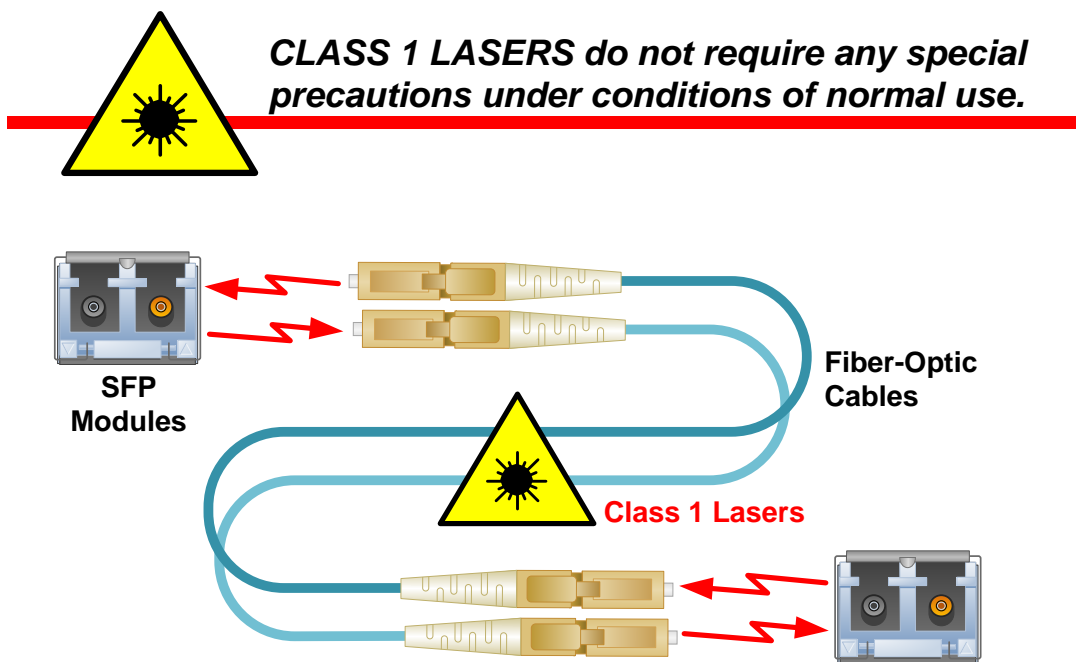 CLASS 1 LASERS do not require any special
precautions under conditions of normal use.
SFP
Modules
Fiber-Optic
Cables
Class 1 Lasers